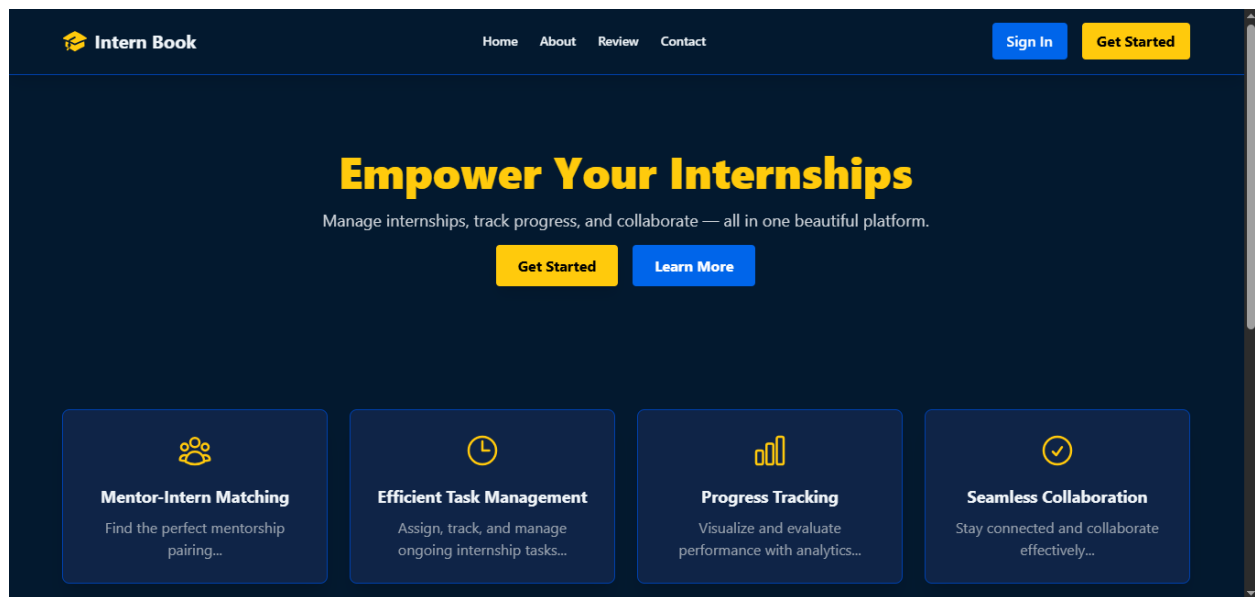 Intern Book
Home
About
Review
Contact
Sign In
Get Started
Empower Your Internships
Manage internships, track progress, and collaborate — all in one beautiful platform.
Get Started
Learn More
Mentor-Intern Matching
Find the perfect mentorship
pairing...
Efficient Task Management
Assign, track, and manage
ongoing internship tasks...
Progress Tracking
Visualize and evaluate
performance with analytics...
Seamless Collaboration
Stay connected and collaborate
effectively...